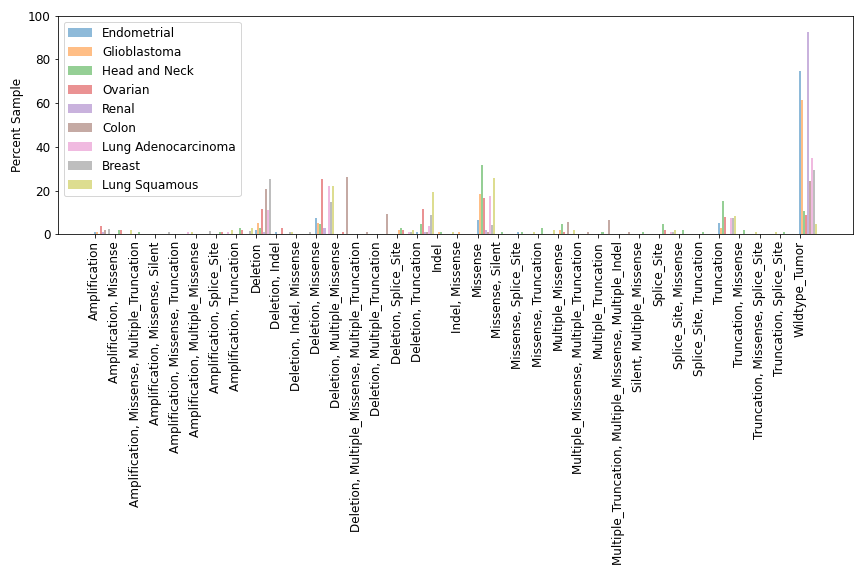 100
80
60
40
20
0
Percent Sample
Endometrial
Glioblastoma
Head and Neck
Ovarian
Renal
Colon
Lung Adenocarcinoma
Breast
Lung Squamous
Amplification
Amplification, Missense
Amplification, Missense, Multiple_Truncation
Amplification, Missense, Silent
Amplification, Missense, Truncation
Amplification, Multiple_Missense
Amplification, Splice_Site
Amplification, Truncation
Deletion
Deletion, Indel
Deletion, Indel, Missense
Deletion, Missense
Deletion, Multiple_Missense
Deletion, Multiple_Missense, Multiple_Truncation
Deletion, Multiple_Truncation
Deletion, Splice_Site
Deletion, Truncation
Indel
Indel, Missense
Missense
Missense, Silent
Missense, Splice_Site
Missense, Truncation
Multiple_Missense
Multiple_Missense, Multiple_Truncation
Multiple_Truncation
Multiple_Truncation, Multiple_Missense, Multiple_Indel
Silent, Multiple_Missense
Splice_Site
Splice_Site, Missense
Splice_Site, Truncation
Truncation
Truncation, Missense
Truncation, Missense, Splice_Site
Truncation, Splice_Site
Wildtype_Tumor